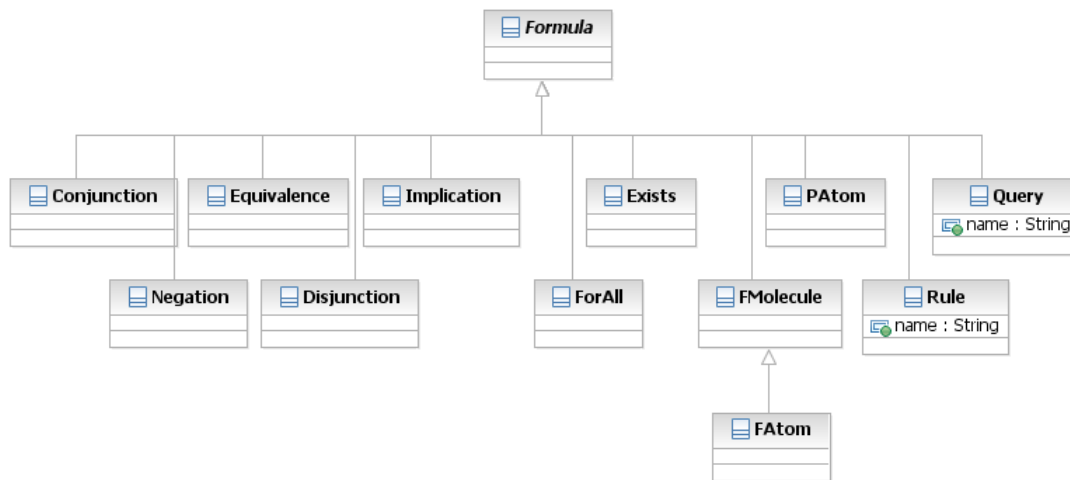 Formula
Conjunction
Equivalence
Implication
Exists
PAtom
Query
name : String
Negation
Disjunction
ForAll
FMolecule
Rule
name : String
FAtom